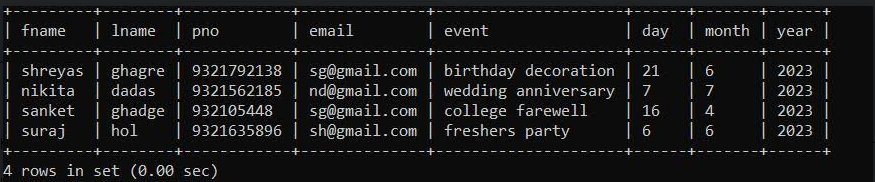 +----------+--------+------------+--------------+---------------------+------+-------+------+
| fname | lname | pno | email | event | day | month | year |
+----------+--------+------------+--------------+---------------------+------+-------+------+
| shreyas | ghagre | 9321792138 | sg@gmail.com | birthday decoration | 21 | 6 | 2023 |
| nikita | dadas | 9321562185 | nd@gmail.com | wedding anniversary | 7 | 7 | 2023 |
| sanket | ghadge | 932105448 | sg@gmail.com | college farewell | 16 | 4 | 2023 |
| suraj | hol | 9321635896 | sh@gmail.com | freshers party | 6 | 6 | 2023 |
+----------+--------+------------+--------------+---------------------+------+-------+------+
4 rows in set (0.00 sec)